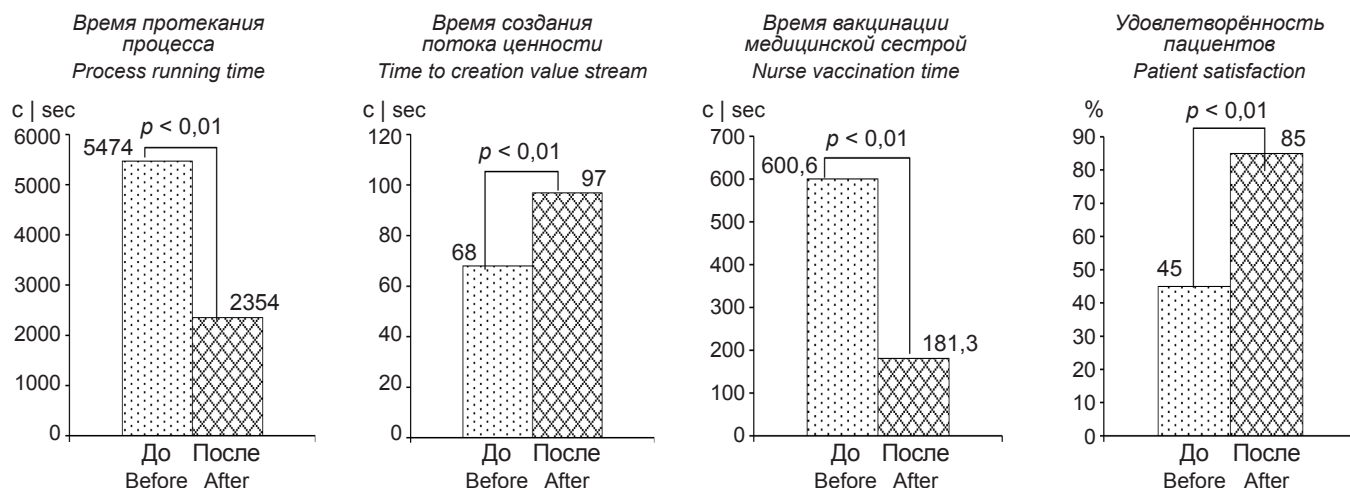 Время протекания
процесса
Process running time
с | sec
6000
5000
4000
3000
2000
1000
0
5474
p < 0,01
2354
До После
Before After
Время создания
потока ценности
Time to creation value stream
с | sec
120
100
80
60
40
20
0
68
p < 0,01
97
До После
Before After
Время вакцинации
медицинской сестрой
Nurse vaccination time
с | sec
700
600
500
400
300
200
100
0
600,6
p < 0,01
181,3
До После
Before After
Удовлетворённость
пациентов
Patient satisfaction
%
90
80
70
60
50
40
30
20
10
0
45
p < 0,01
85
До После
Before After